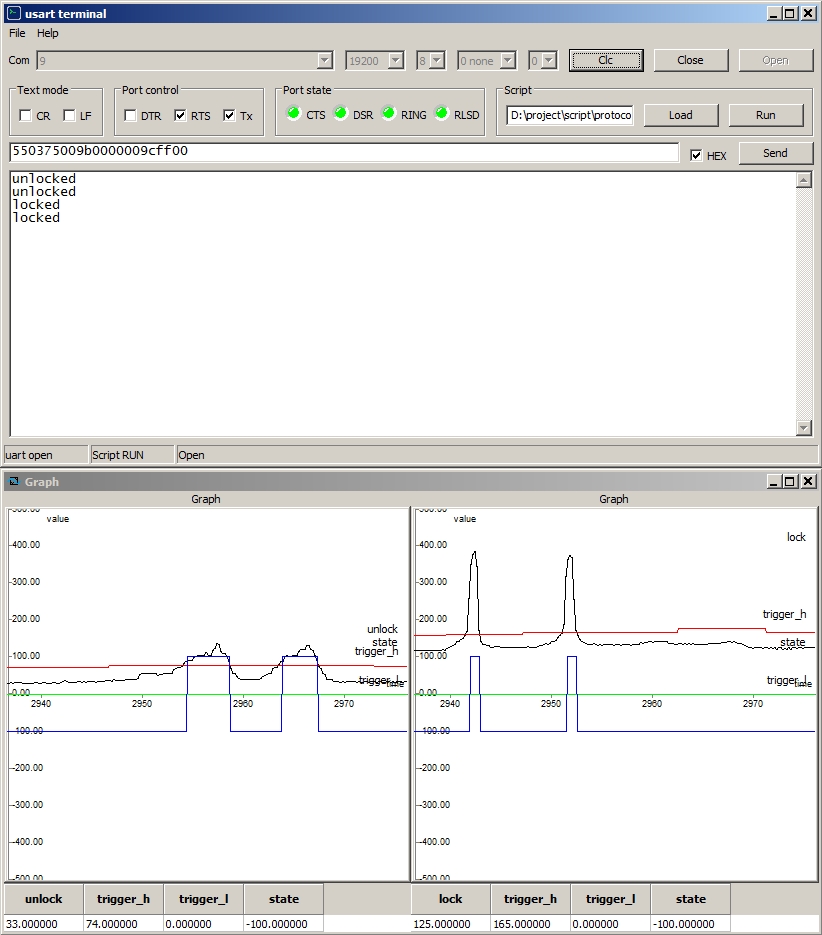 usart terminal
File Help
Com 9 19200 8 0 none 0 Clc Close Open
Text mode Port control Port state Script
CR LF DTR RTS Tx CTS DSR RING RLSD D:\project\script\protoco Load Run
550375009b0000009cff00 HEX Send
unlocked
unlocked
locked
locked
uart open Script RUN Open
Graph
Graph
value
400.00
300.00
200.00
100.00
0.00
-100.00
-200.00
-300.00
-400.00
-500.00
unlock
state
trigger_h
trigger_l
time
2940 2950 2960 2970
Graph
value
400.00
300.00
200.00
100.00
0.00
-100.00
-200.00
-300.00
-400.00
-500.00
lock
trigger_h
state
trigger_l
time
2940 2950 2960 2970
unlock trigger_h trigger_l state
33.000000 74.000000 0.000000 -100.000000
lock trigger_h trigger_l state
125.000000 165.000000 0.000000 -100.000000